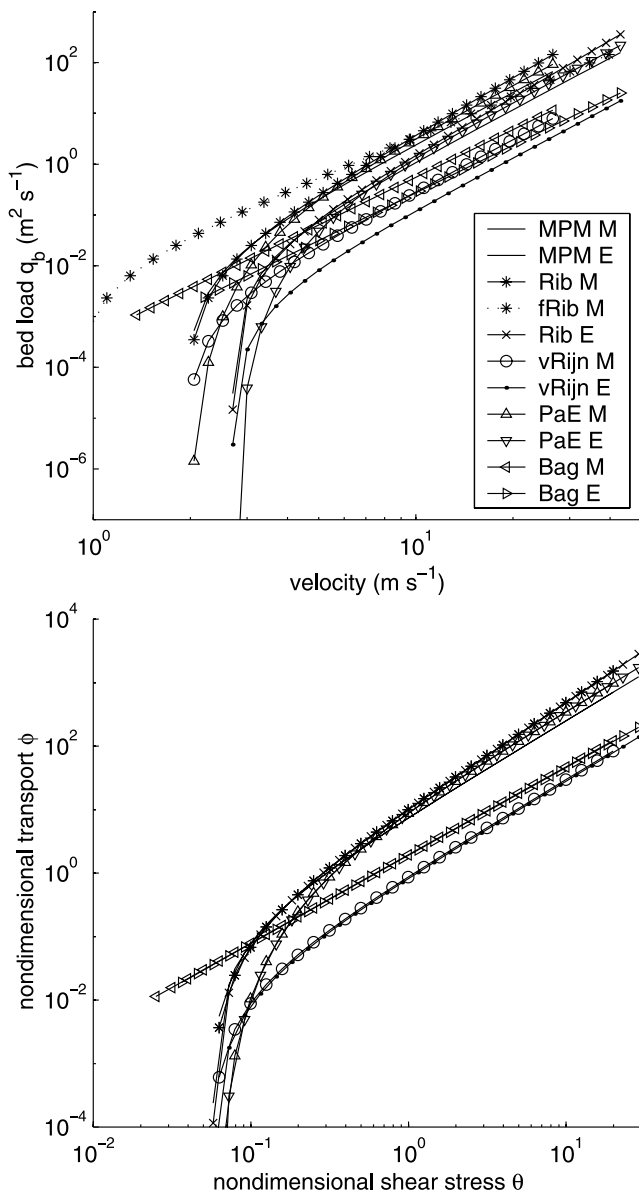 10^2
10^0
10^−2
10^−4
10^−6
bed load q_b (m^2 s^−1)
MPM M
MPM E
Rib M
fRib M
Rib E
vRijn M
vRijn E
PaE M
PaE E
Bag M
Bag E
10^0
10^1
velocity (m s^−1)
10^4
10^2
10^0
10^−2
10^−4
nondimensional transport ϕ
10^−2
10^−1
10^0
10^1
nondimensional shear stress θ